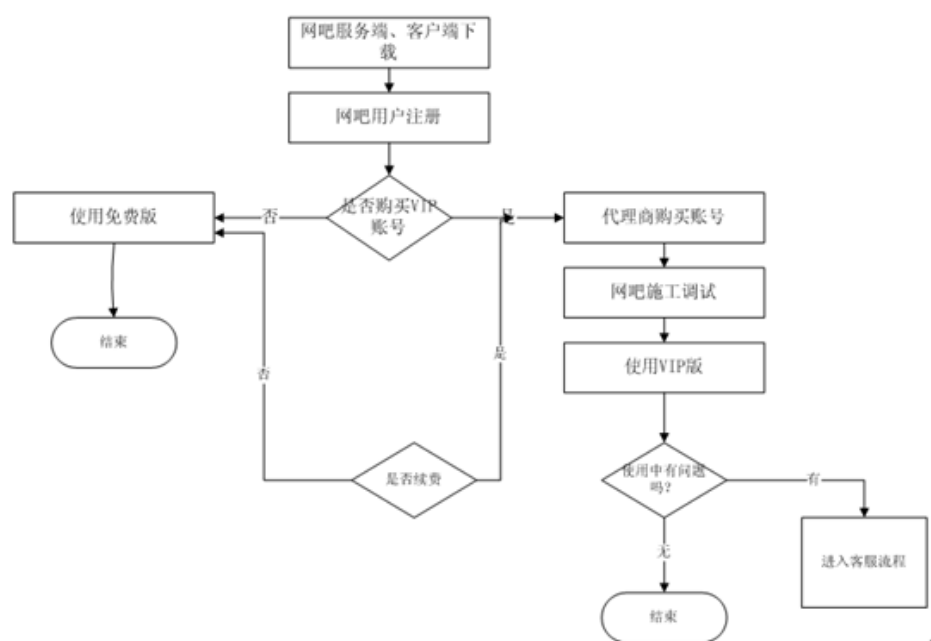 网吧服务端、客户端下
载
网吧用户注册
是否购买VIP
账号
否
是
使用免费版
代理商购买账号
网吧施工调试
结束
使用VIP版
是
否
是否续费
使用中有问题
吗？
有
无
进入客服流程
结束